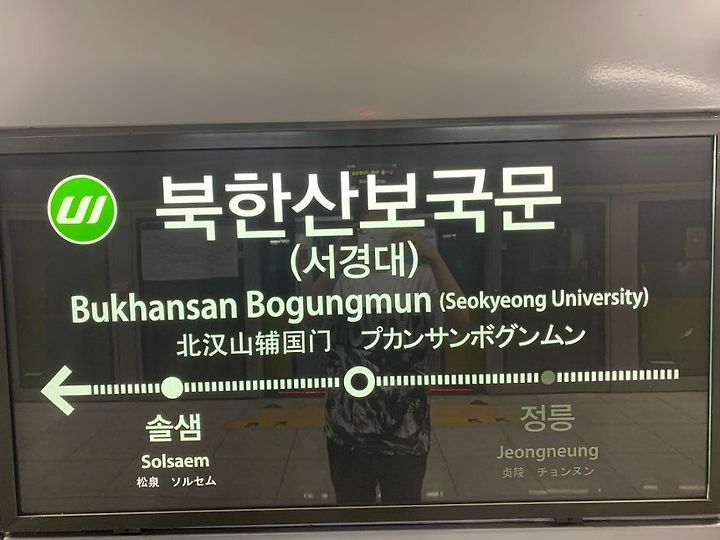 UI
북한산보국문
(서경대)
Bukhansan Bogungmun (Seokyeong University)
北汉山辅国门 プカンサンボグンムン
솔샘
Solsaem
松泉 ソルセム
정릉
Jeongneung
贞陵 チョンヌン